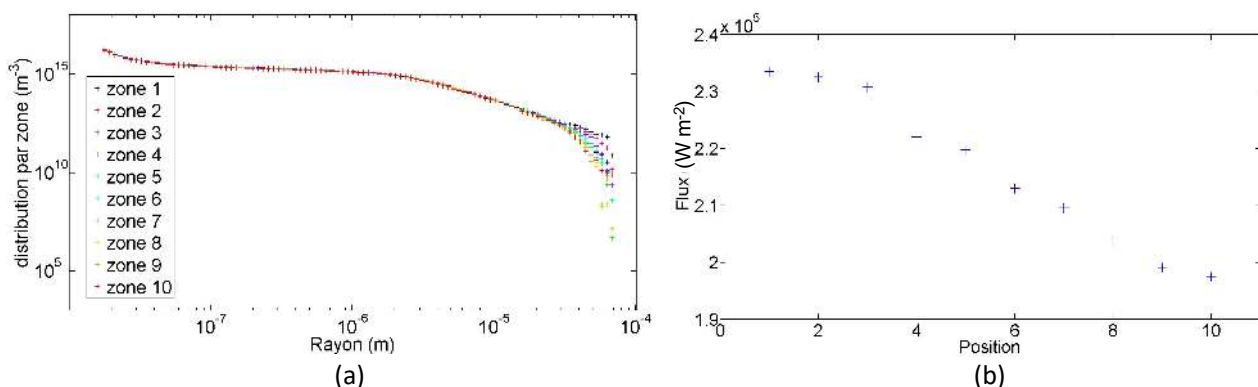 distribution par zone (m⁻³)
10¹⁵
10¹⁰
10⁵
zone 1
zone 2
zone 3
zone 4
zone 5
zone 6
zone 7
zone 8
zone 9
zone 10
10⁻⁷
10⁻⁶
10⁻⁵
10⁻⁴
Rayon (m)
(a)
x 10⁶
Flux (W m⁻²)
2.4
2.3
2.2
2.1
2
1.9
0
2
4
6
8
10
Position
(b)